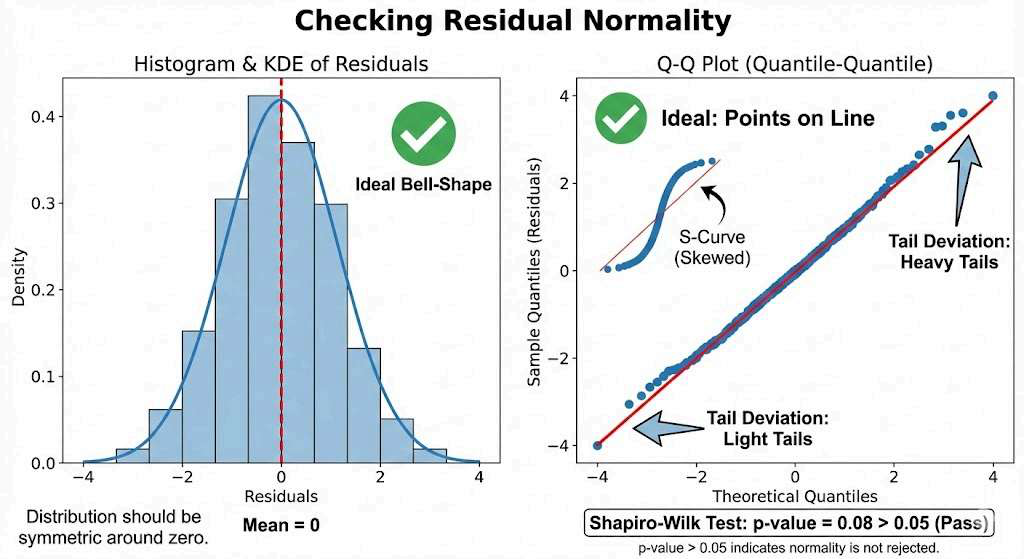 Checking Residual Normality
Histogram & KDE of Residuals
0.4
0.3
0.2
0.1
0.0
Density
Ideal Bell-Shape
−4
−2
0
2
4
Residuals
Distribution should be
symmetric around zero.
Mean = 0
Q-Q Plot (Quantile-Quantile)
4
2
0
−2
−4
Sample Quantiles (Residuals)
Ideal: Points on Line
S-Curve
(Skewed)
Tail Deviation:
Heavy Tails
Tail Deviation:
Light Tails
−4
−2
0
2
4
Theoretical Quantiles
Shapiro-Wilk Test: p-value = 0.08 > 0.05 (Pass)
p-value > 0.05 indicates normality is not rejected.